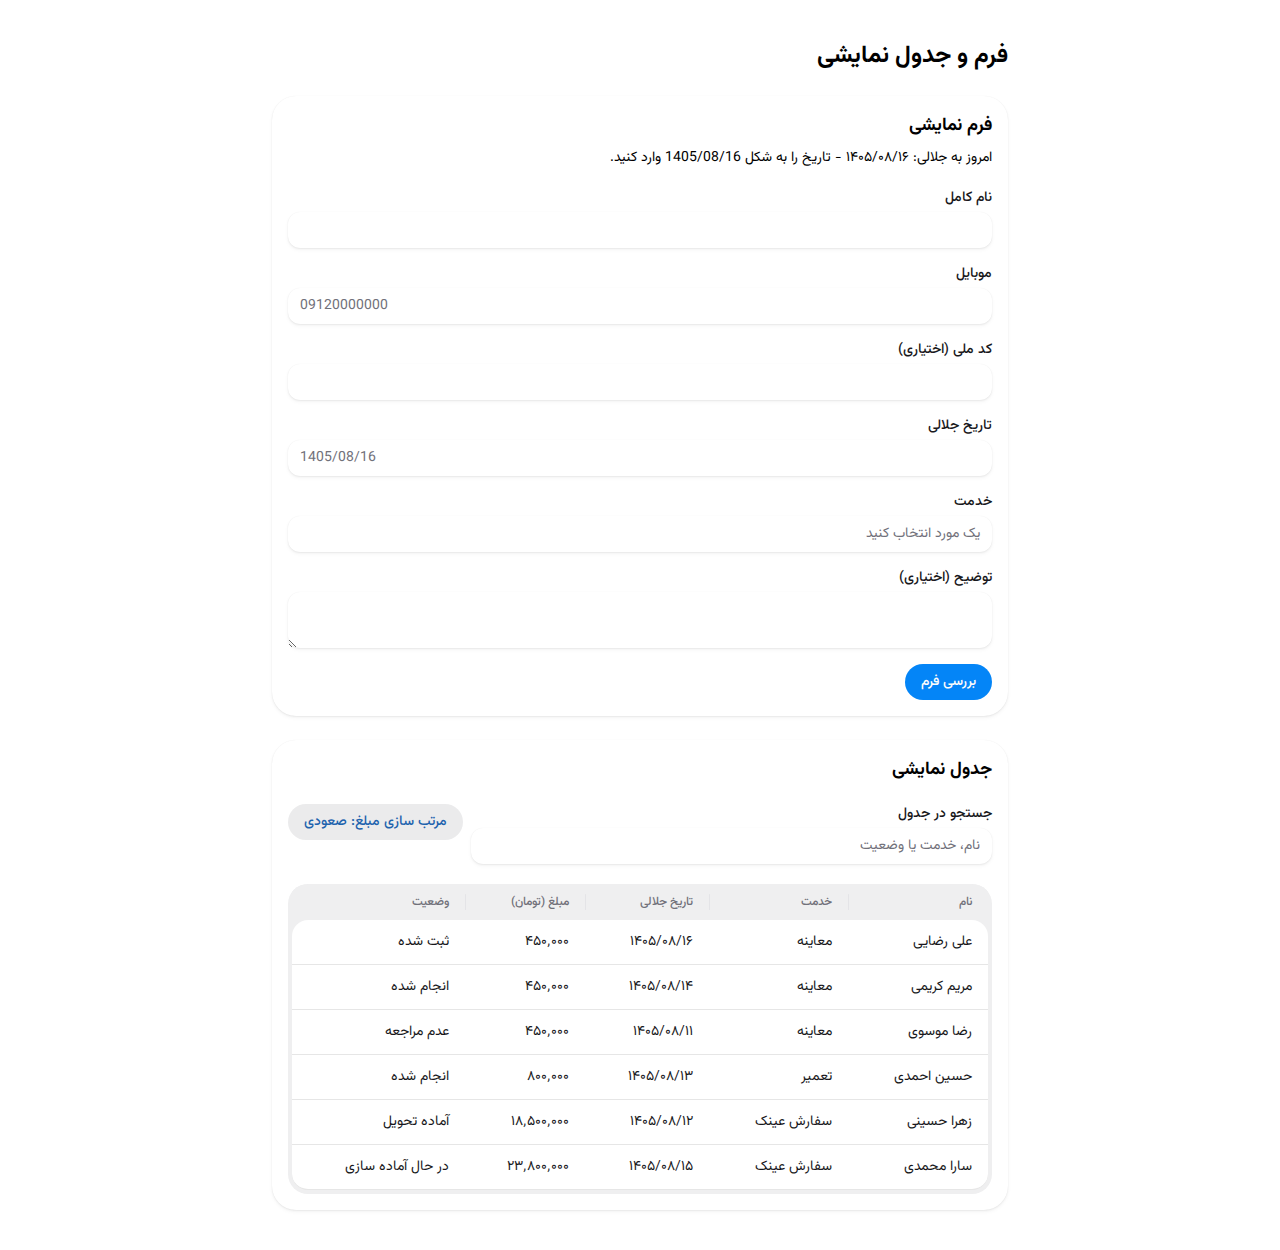 فرم و جدول نمایشی
فرم نمایشی
امروز به جلالی: ۱۴۰۵/۰۸/۱۶ - تاریخ را به شکل 1405/08/16 وارد کنید.
نام کامل
موبایل
09120000000
کد ملی (اختیاری)
تاریخ جلالی
1405/08/16
خدمت
یک مورد انتخاب کنید
توضیح (اختیاری)
بررسی فرم
جدول نمایشی
جستجو در جدول
مرتب سازی مبلغ: صعودی
نام، خدمت یا وضعیت
نام خدمت تاریخ جلالی مبلغ (تومان) وضعیت
علی رضایی معاینه ۱۴۰۵/۰۸/۱۶ ۴۵۰,۰۰۰ ثبت شده
مریم کریمی معاینه ۱۴۰۵/۰۸/۱۴ ۴۵۰,۰۰۰ انجام شده
رضا موسوی معاینه ۱۴۰۵/۰۸/۱۱ ۴۵۰,۰۰۰ عدم مراجعه
حسین احمدی تعمیر ۱۴۰۵/۰۸/۱۳ ۸۰۰,۰۰۰ انجام شده
زهرا حسینی سفارش عینک ۱۴۰۵/۰۸/۱۲ ۱۸,۵۰۰,۰۰۰ آماده تحویل
سارا محمدی سفارش عینک ۱۴۰۵/۰۸/۱۵ ۲۳,۸۰۰,۰۰۰ در حال آماده سازی